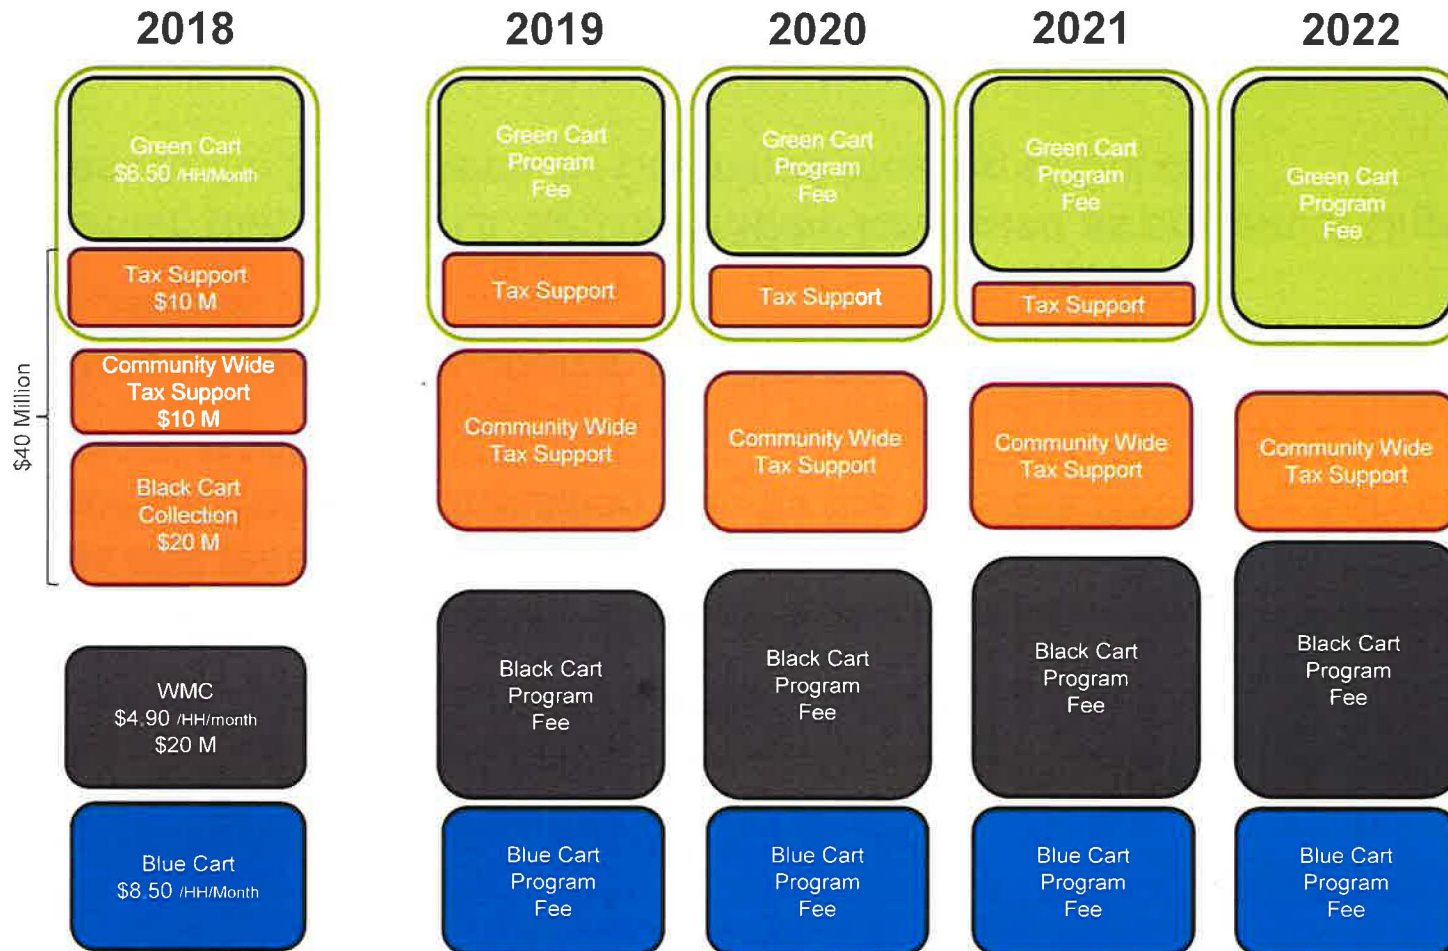 2018
2019
2020
2021
2022
$40 Million
Green Cart
$6.50 /HH/Month
Tax Support
$10 M
Community Wide
Tax Support
$10 M
Black Cart
Collection
$20 M
WMC
$4.90 /HH/month
$20 M
Blue Cart
$8.50 /HH/Month
Green Cart
Program
Fee
Tax Support
Community Wide
Tax Support
Black Cart
Program
Fee
Blue Cart
Program
Fee
Green Cart
Program
Fee
Tax Support
Community Wide
Tax Support
Black Cart
Program
Fee
Blue Cart
Program
Fee
Green Cart
Program
Fee
Tax Support
Community Wide
Tax Support
Black Cart
Program
Fee
Blue Cart
Program
Fee
Green Cart
Program
Fee
Community Wide
Tax Support
Black Cart
Program
Fee
Blue Cart
Program
Fee